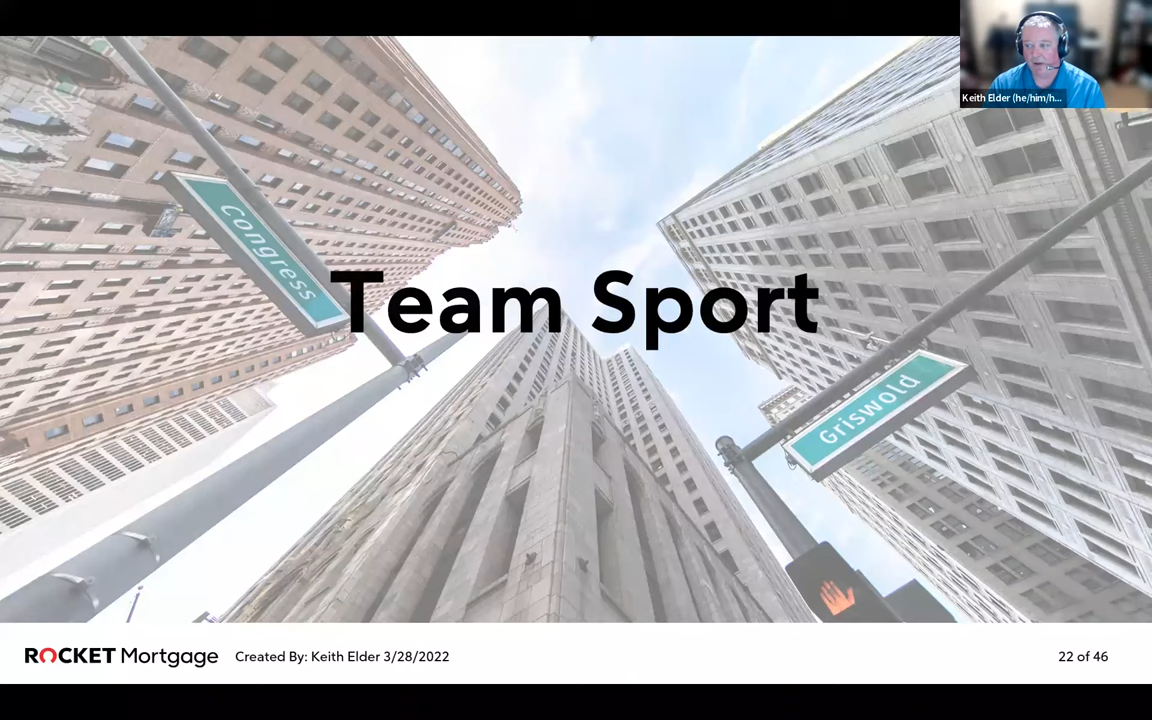 Keith Elder (he/him/h...
Congress
Team Sport
Griswold
ROCKET Mortgage
Created By: Keith Elder 3/28/2022
22 of 46